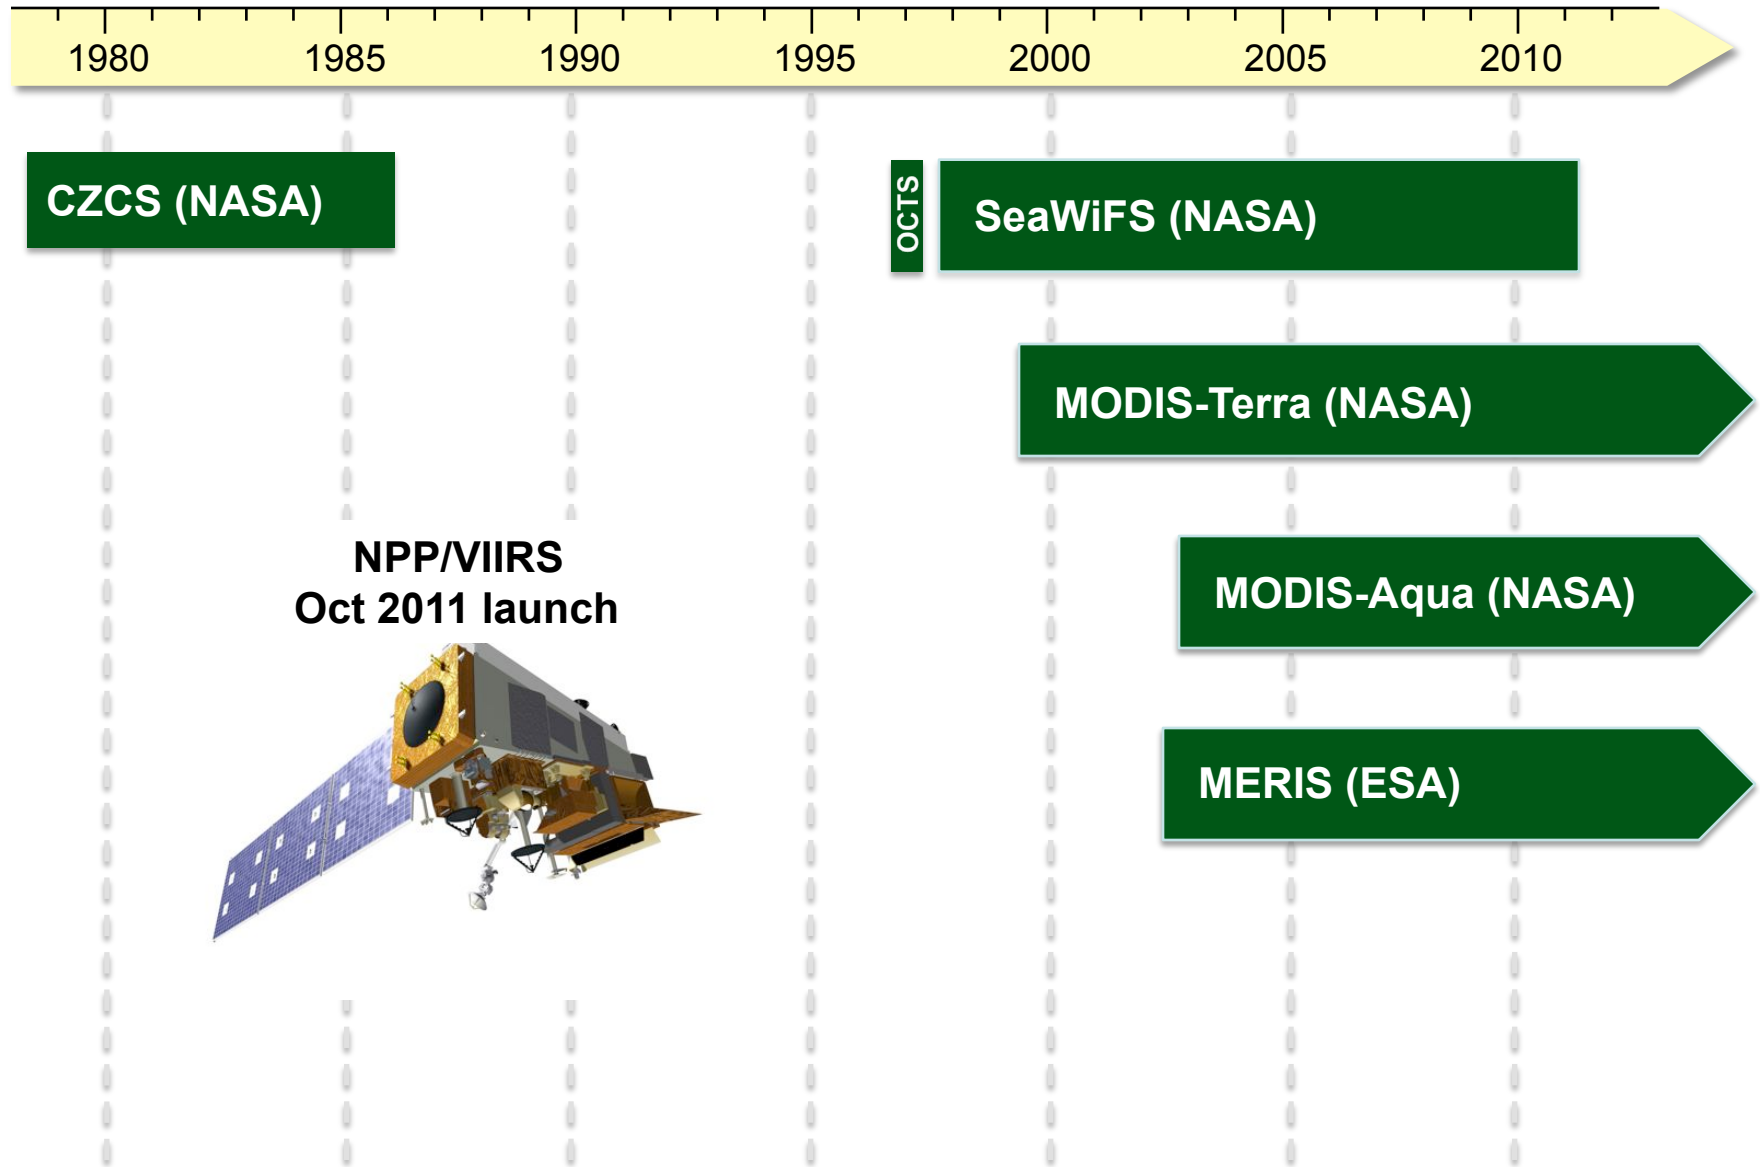 1980 1985 1990 1995 2000 2005 2010
CZCS (NASA)
OCTS
SeaWiFS (NASA)
MODIS-Terra (NASA)
NPP/VIIRS
Oct 2011 launch
MODIS-Aqua (NASA)
MERIS (ESA)